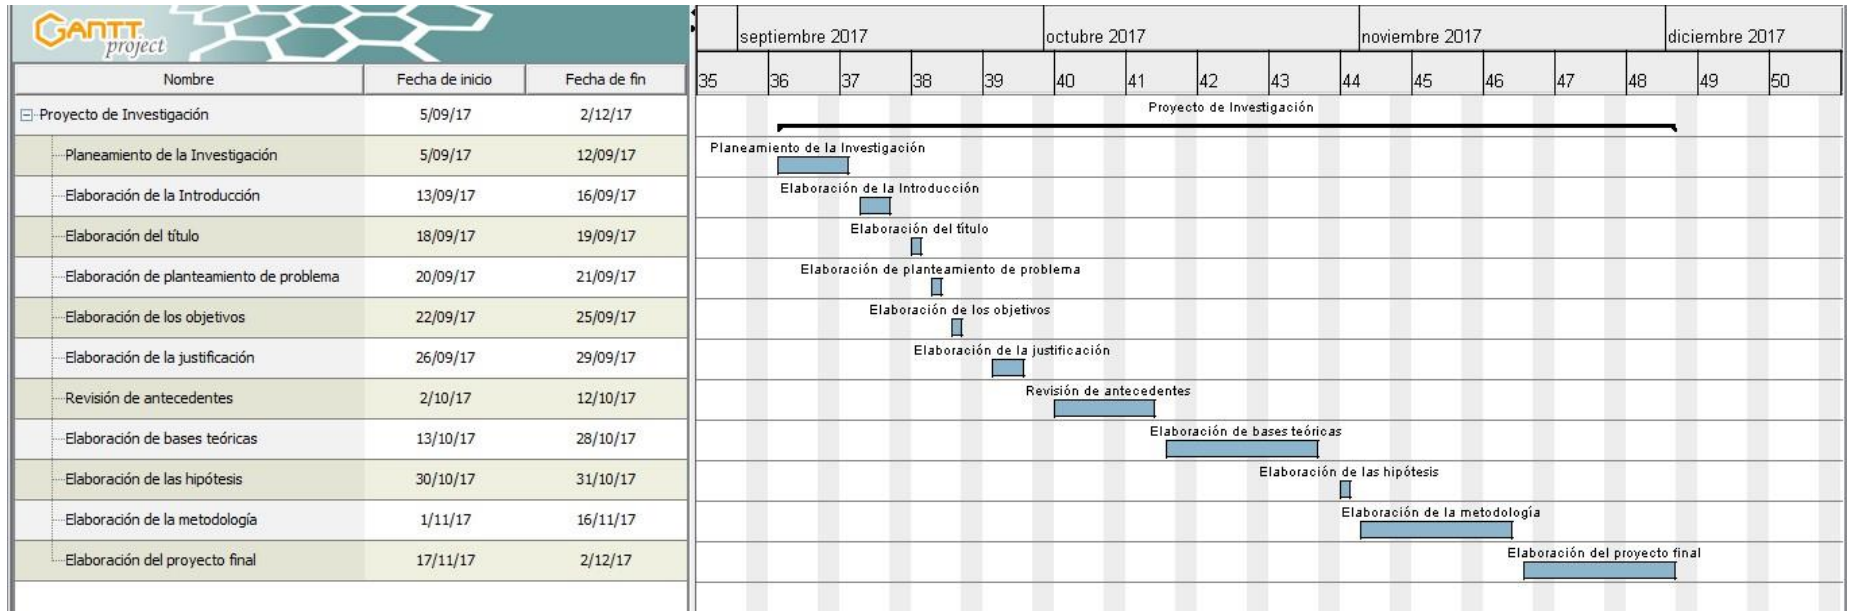 GANTT
project
septiembre 2017 octubre 2017 noviembre 2017 diciembre 2017
Nombre Fecha de inicio Fecha de fin 35 36 37 38 39 40 41 42 43 44 45 46 47 48 49 50
Proyecto de Investigación 5/09/17 2/12/17 Proyecto de Investigación
Planeamiento de la Investigación 5/09/17 12/09/17 Planeamiento de la Investigación
Elaboración de la Introducción 13/09/17 16/09/17 Elaboración de la Introducción
Elaboración del título 18/09/17 19/09/17 Elaboración del título
Elaboración de planteamiento de problema 20/09/17 21/09/17 Elaboración de planteamiento de problema
Elaboración de los objetivos 22/09/17 25/09/17 Elaboración de los objetivos
Elaboración de la justificación 26/09/17 29/09/17 Elaboración de la justificación
Revisión de antecedentes 2/10/17 12/10/17 Revisión de antecedentes
Elaboración de bases teóricas 13/10/17 28/10/17 Elaboración de bases teóricas
Elaboración de las hipótesis 30/10/17 31/10/17 Elaboración de las hipótesis
Elaboración de la metodología 1/11/17 16/11/17 Elaboración de la metodología
Elaboración del proyecto final 17/11/17 2/12/17 Elaboración del proyecto final